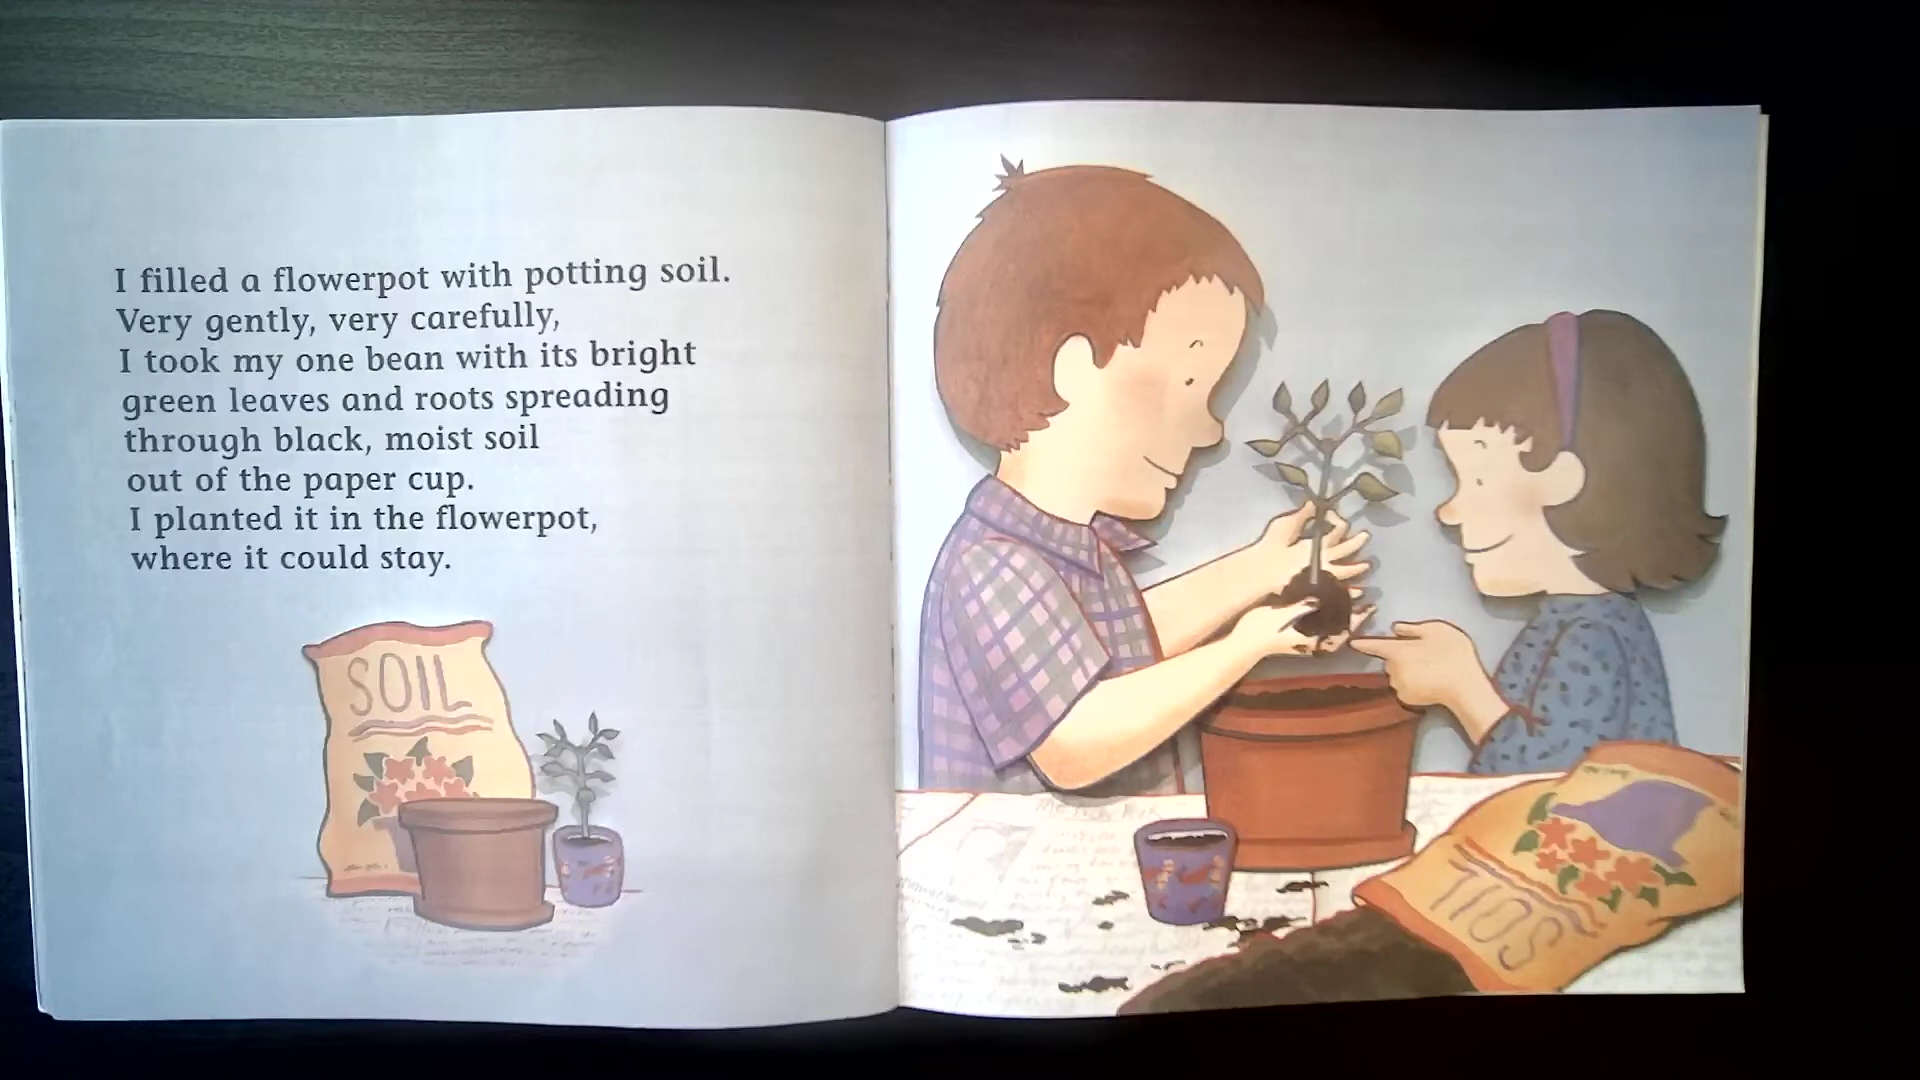 I filled a flowerpot with potting soil.
Very gently, very carefully,
I took my one bean with its bright
green leaves and roots spreading
through black, moist soil
out of the paper cup.
I planted it in the flowerpot,
where it could stay.
SOIL
SOIL